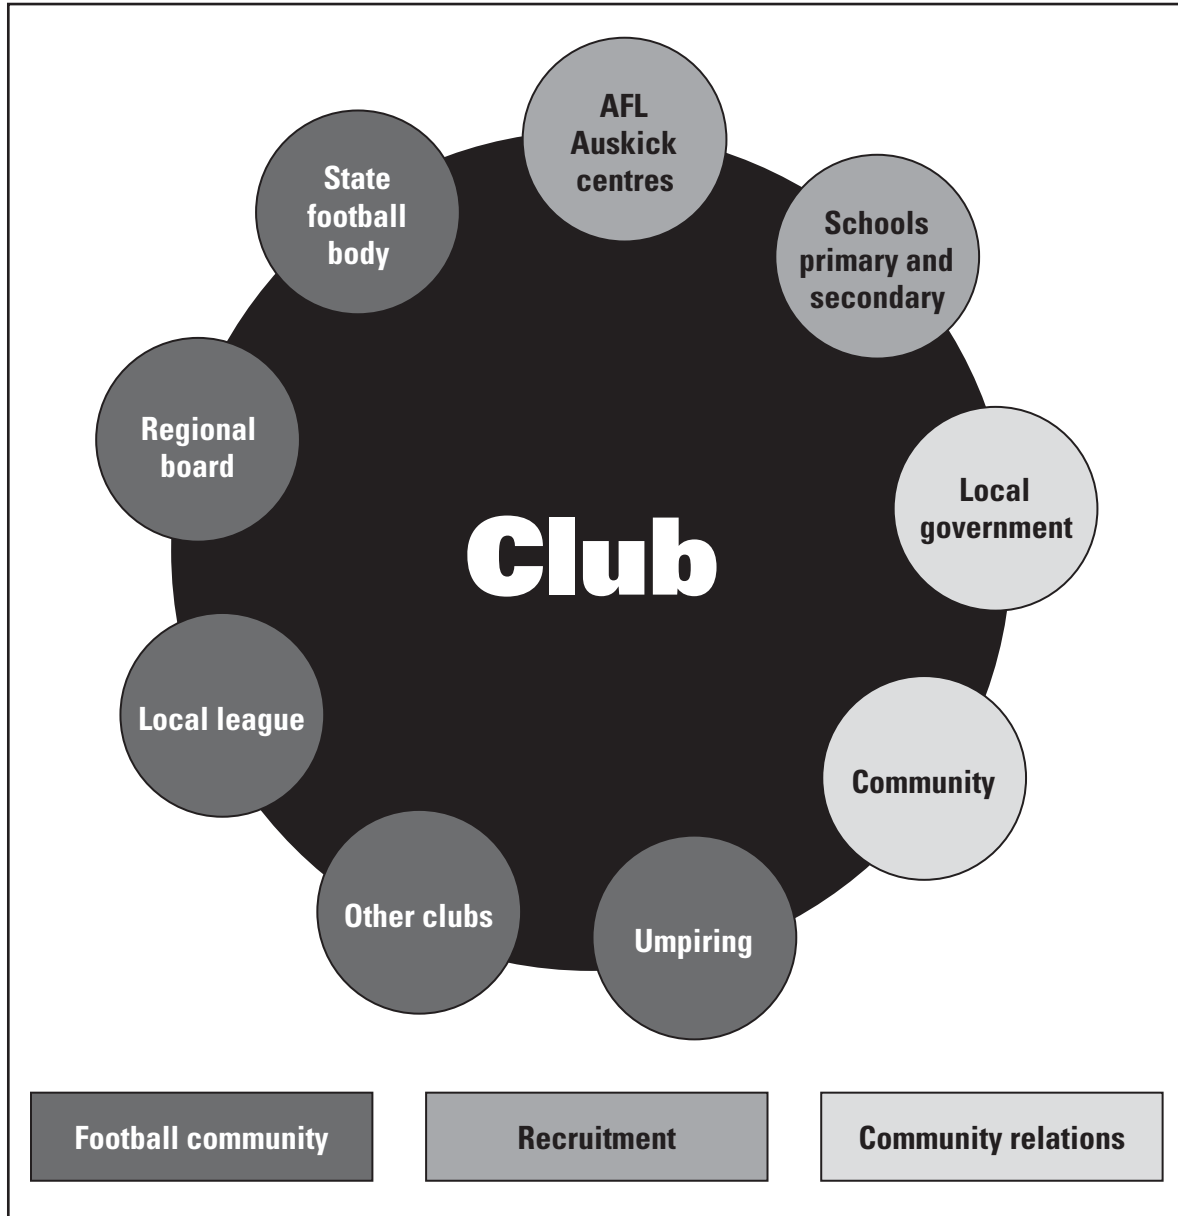 AFL
Auskick
centres
State
football
body
Schools
primary and
secondary
Regional
board
Local
government
Club
Local league
Community
Other clubs
Umpiring
Football community
Recruitment
Community relations